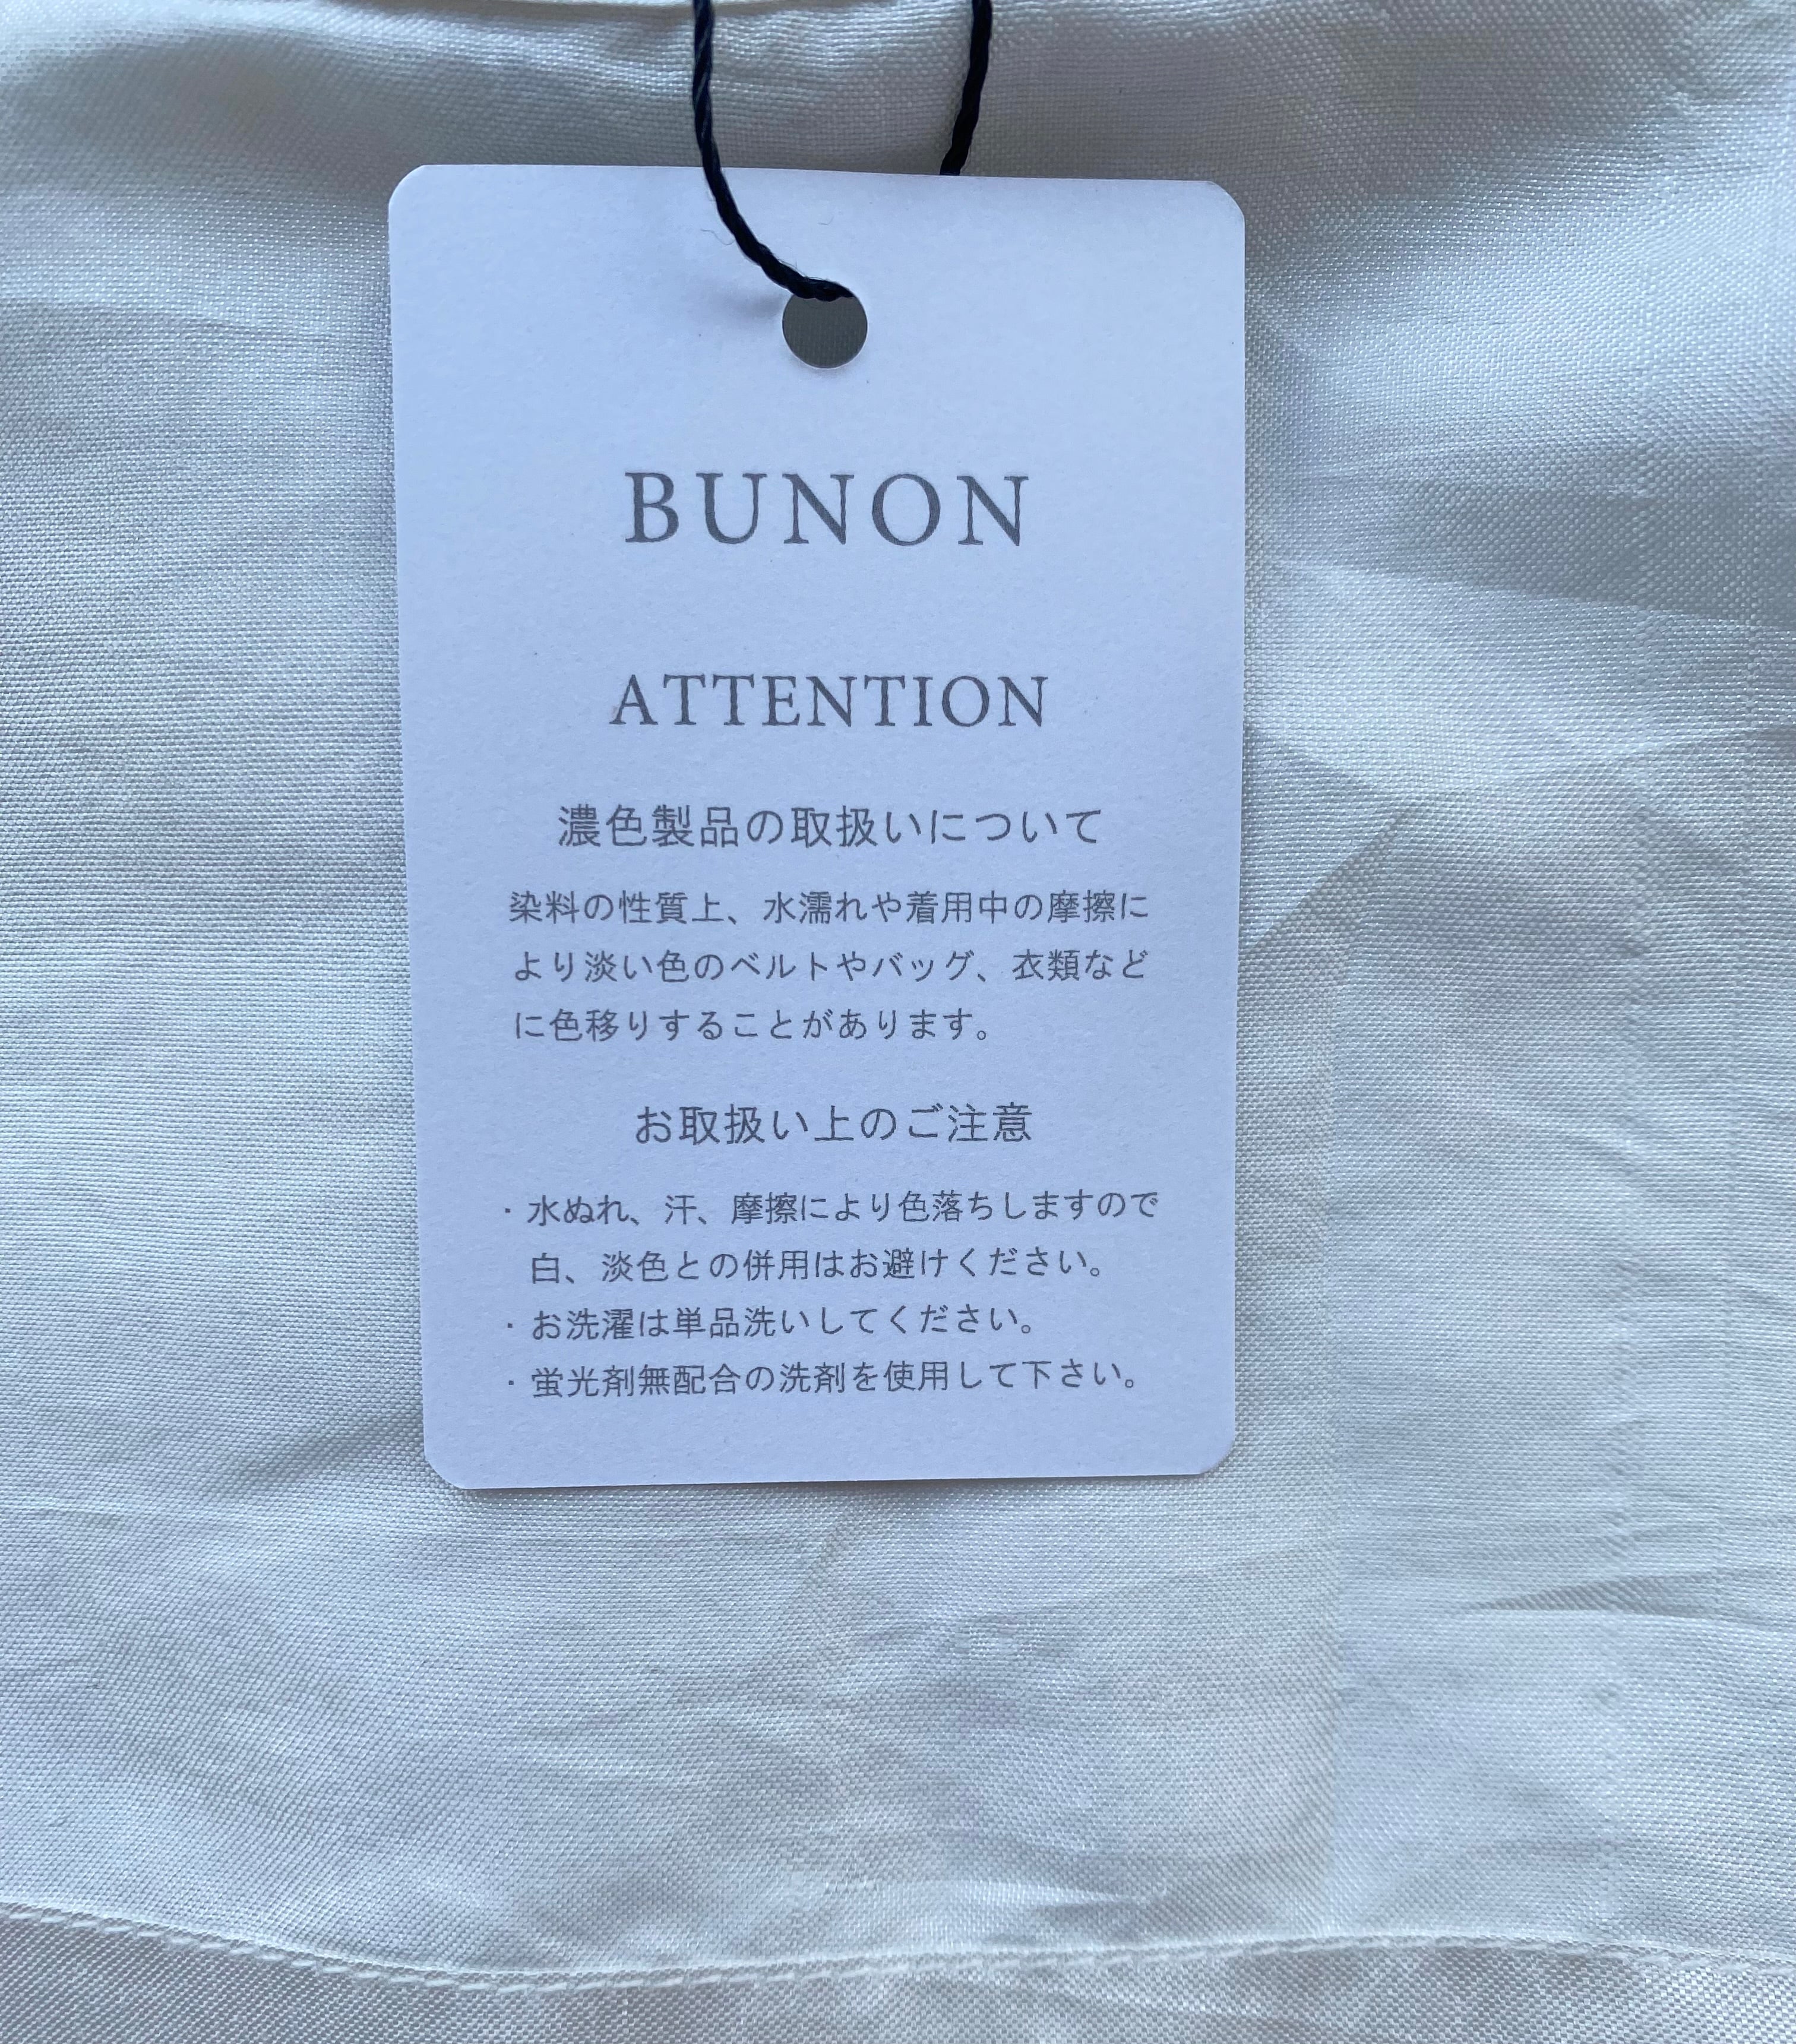 BUNON
ATTENTION
濃色製品の取扱いについて
染料の性質上、水濡れや着用中の摩擦に
より淡い色のベルトやバッグ、衣類など
に色移りすることがあります。
お取扱い上のご注意
・水ぬれ、汗、摩擦により色落ちしますので
白、淡色との併用はお避けください。
・お洗濯は単品洗いしてください。
・蛍光剤無配合の洗剤を使用して下さい。